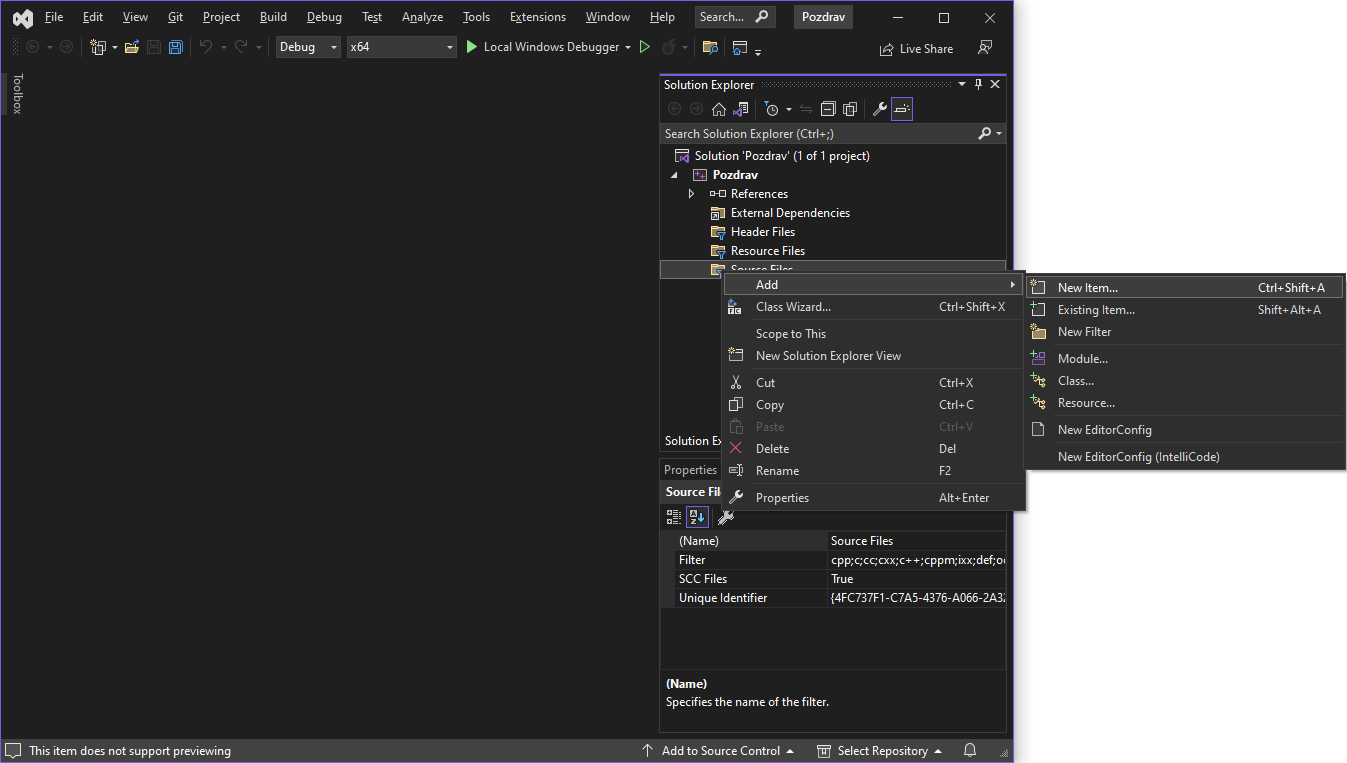 File Edit View Git Project Build Debug Test Analyze Tools Extensions Window Help Search... Pozdrav
Debug x64 Local Windows Debugger Live Share
Toolbox
Solution Explorer
Search Solution Explorer (Ctrl+;)
Solution 'Pozdrav' (1 of 1 project)
Pozdrav
References
External Dependencies
Header Files
Resource Files
Source Files
Add
Class Wizard... Ctrl+Shift+X
Scope to This
New Solution Explorer View
Cut Ctrl+X
Copy Ctrl+C
Paste Ctrl+V
Delete Del
Rename F2
Properties Alt+Enter
New Item... Ctrl+Shift+A
Existing Item... Shift+Alt+A
New Filter
Module...
Class...
Resource...
New EditorConfig
New EditorConfig (IntelliCode)
Solution Ex
Properties
Source Fil
(Name) Source Files
Filter cpp;c;cc;cxx;c++;cppm;ixx;def;o
SCC Files True
Unique Identifier {4FC737F1-C7A5-4376-A066-2A32
(Name)
Specifies the name of the filter.
This item does not support previewing Add to Source Control Select Repository